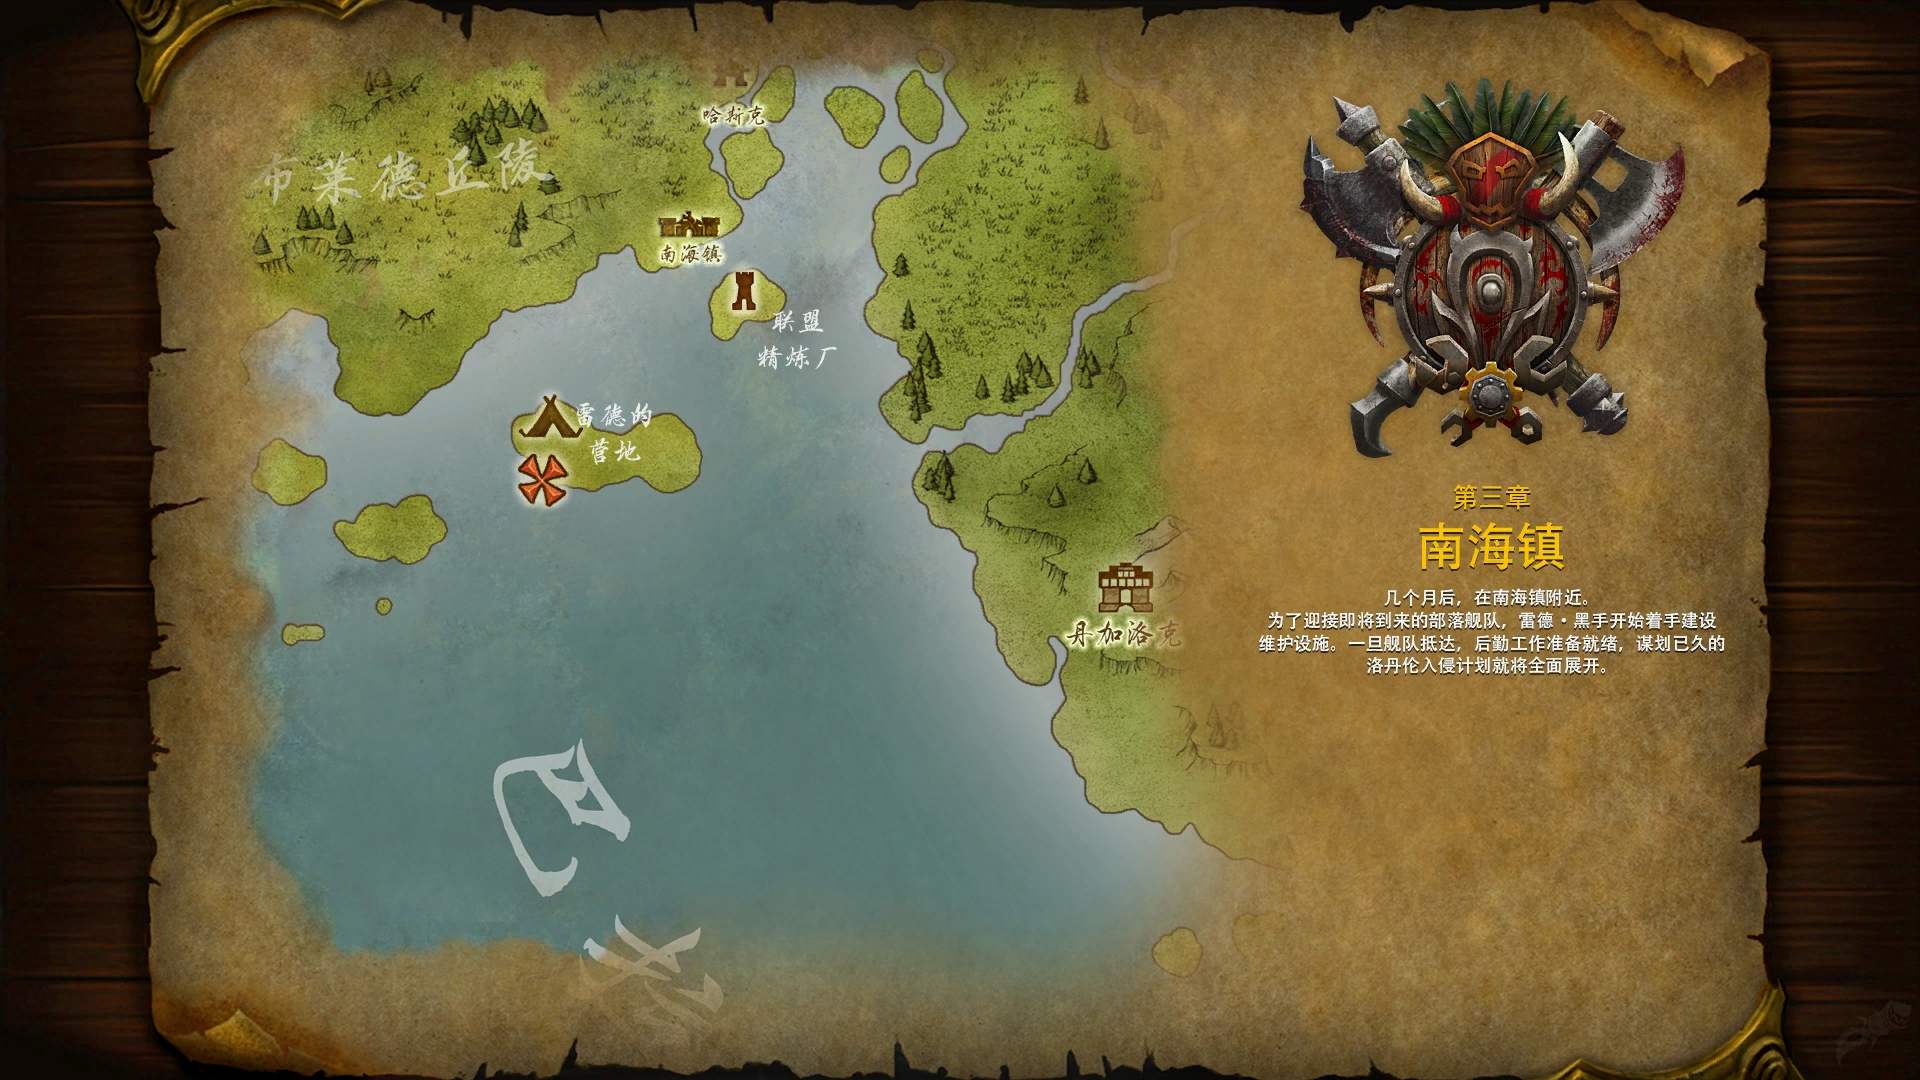 哈斯克
布莱德丘陵
南海镇
联盟
精炼厂
雷德的
营地
丹加洛克
巴
第三章
南海镇
几个月后，在南海镇附近。
为了迎接即将到来的部落舰队，雷德·黑手开始着手建设
维护设施。一旦舰队抵达，后勤工作准备就绪，谋划已久的
洛丹伦入侵计划就将全面展开。